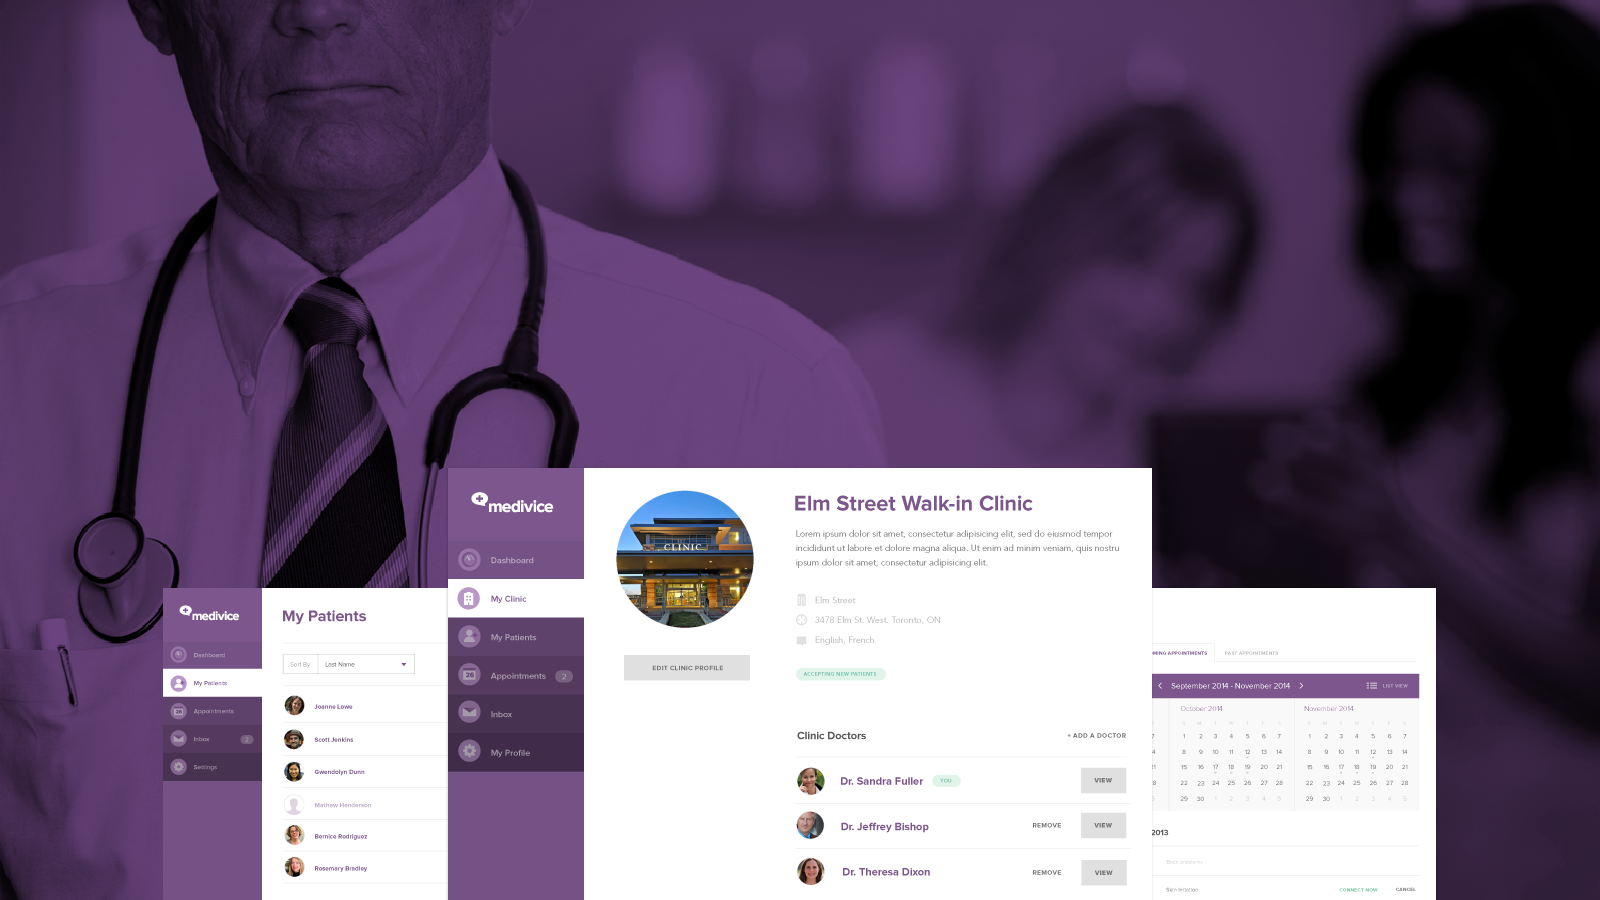 medivice
Dashboard
My Patients
Appointments
Inbox 2
Settings
My Patients
Sort By Last Name
Joanne Lowe
Scott Jenkins
Gwendolyn Dunn
Mathew Henderson
Bernice Rodriguez
Rosemary Bradley
medivice
Dashboard
My Clinic
My Patients
Appointments 2
Inbox
My Profile
CLINIC
EDIT CLINIC PROFILE
Elm Street Walk-in Clinic
Lorem ipsum dolor sit amet, consectetur adipisicing elit, sed do eiusmod tempor
incididunt ut labore et dolore magna aliqua. Ut enim ad minim veniam, quis nostru
ipsum dolor sit amet, consectetur adipisicing elit.
Elm Street
3478 Elm St. West. Toronto, ON
English, French
ACCEPTING NEW PATIENTS
Clinic Doctors + ADD A DOCTOR
Dr. Sandra Fuller YOU VIEW
Dr. Jeffrey Bishop REMOVE VIEW
Dr. Theresa Dixon REMOVE VIEW
MING APPOINTMENTS PAST APPOINTMENTS
September 2014 - November 2014 LIST VIEW
October 2014
S M T W T F S
1 2 3 4 5 6 7
8 9 10 11 12 13 14
15 16 17 18 19 20 21
22 23 24 25 26 27 28
29 30 1 2 3 4 5
November 2014
S M T W T F S
1 2 3 4 5 6 7
8 9 10 11 12 13 14
15 16 17 18 19 20 21
22 23 24 25 26 27 28
29 30 1 2 3 4 5
2013
Skin Irritation CONNECT NOW CANCEL